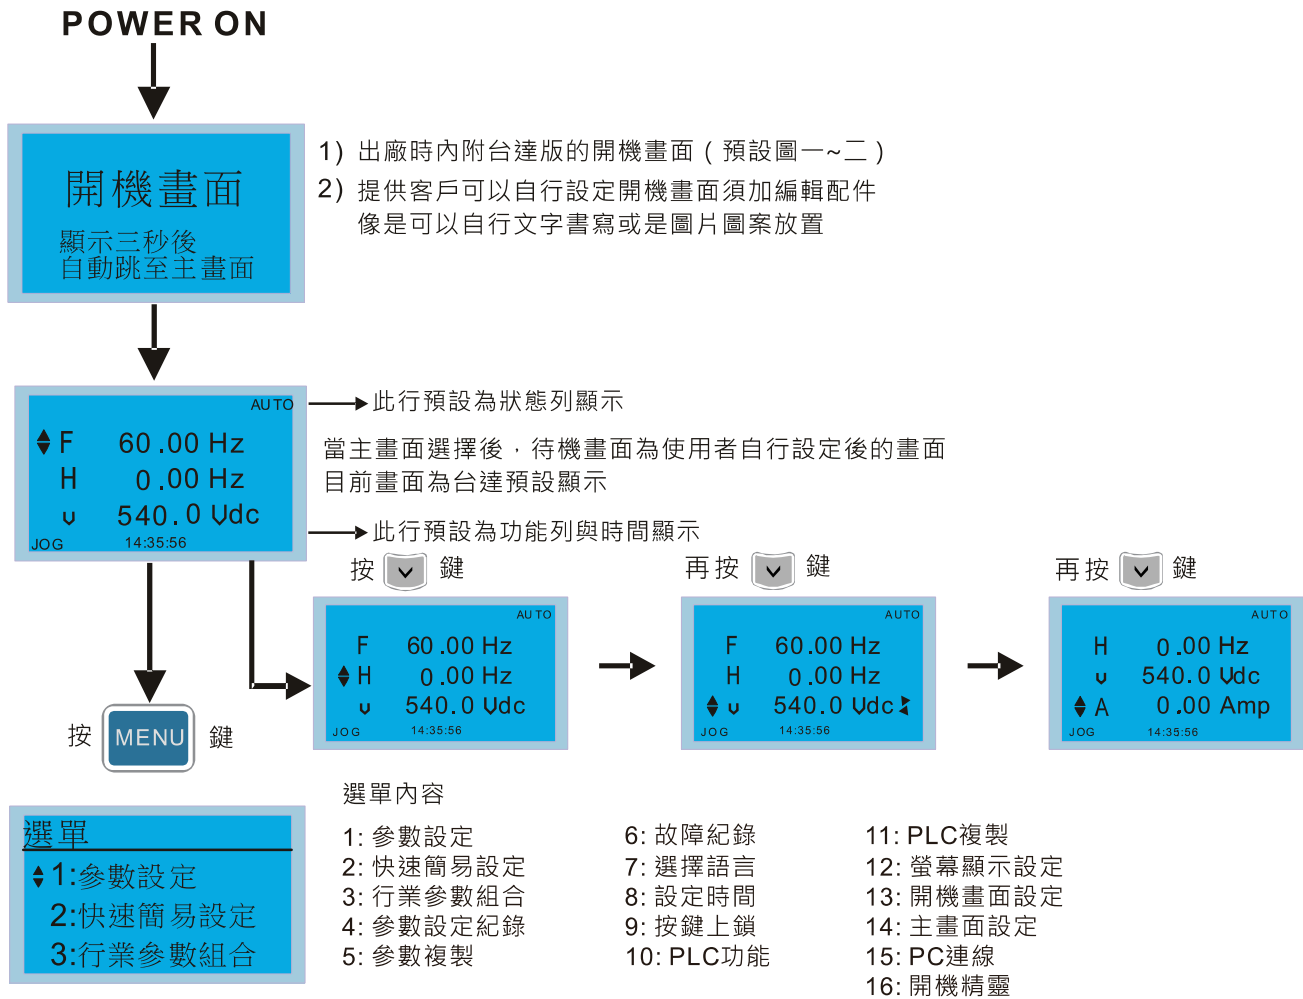 POWER ON
開機畫面
顯示三秒後
自動跳至主畫面
1) 出廠時內附台達版的開機畫面 ( 預設圖一~二 )
2) 提供客戶可以自行設定開機畫面須加編輯配件
像是可以自行文字書寫或是圖片圖案放置
AUTO
F 60.00 Hz
H 0.00 Hz
u 540.0 Vdc
JOG 14:35:56
此行預設為狀態列顯示
當主畫面選擇後，待機畫面為使用者自行設定後的畫面
目前畫面為台達預設顯示
此行預設為功能列與時間顯示
按 鍵
AUTO
F 60.00 Hz
H 0.00 Hz
u 540.0 Vdc
JOG 14:35:56
再按 鍵
AUTO
F 60.00 Hz
H 0.00 Hz
u 540.0 Vdc
JOG 14:35:56
再按 鍵
AUTO
H 0.00 Hz
u 540.0 Vdc
A 0.00 Amp
JOG 14:35:56
按 MENU 鍵
選單
1:參數設定
2:快速簡易設定
3:行業參數組合
選單內容
1: 參數設定
2: 快速簡易設定
3: 行業參數組合
4: 參數設定紀錄
5: 參數複製
6: 故障紀錄
7: 選擇語言
8: 設定時間
9: 按鍵上鎖
10: PLC功能
11: PLC複製
12: 螢幕顯示設定
13: 開機畫面設定
14: 主畫面設定
15: PC連線
16: 開機精靈